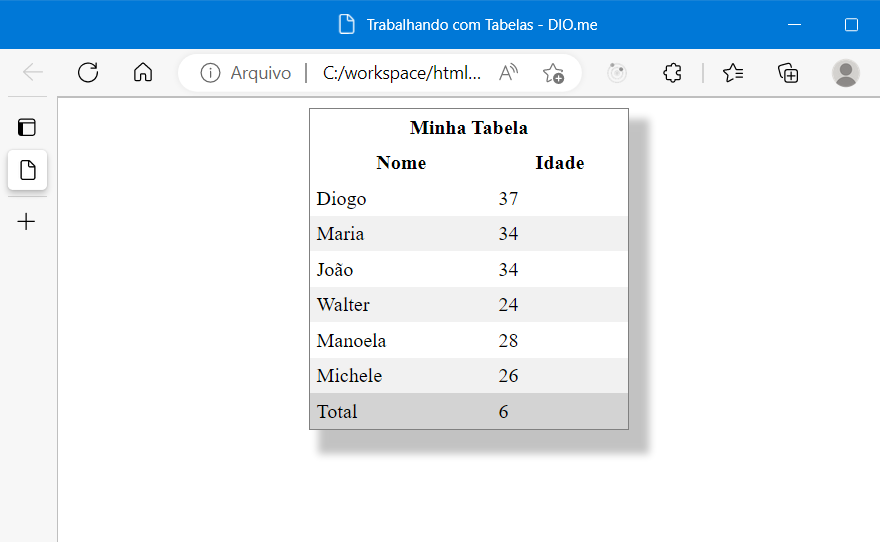 Trabalhando com Tabelas - DIO.me
Arquivo | C:/workspace/html...
Minha Tabela
Nome Idade
Diogo 37
Maria 34
João 34
Walter 24
Manoela 28
Michele 26
Total 6